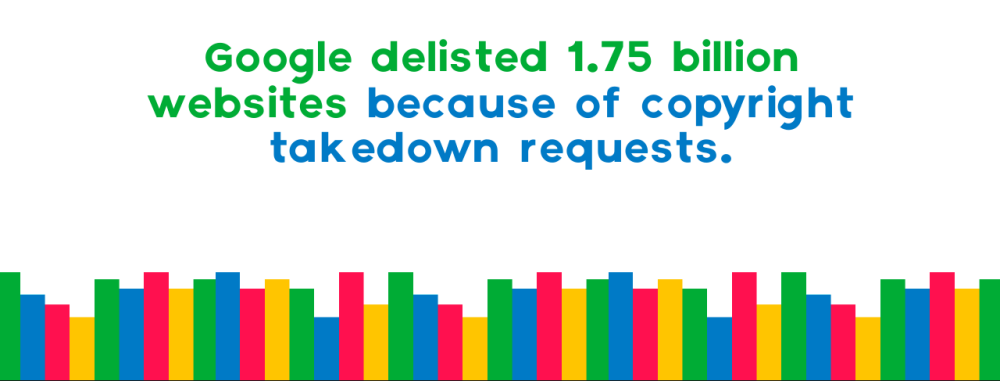 Google delisted 1.75 billion
websites because of copyright
takedown requests.